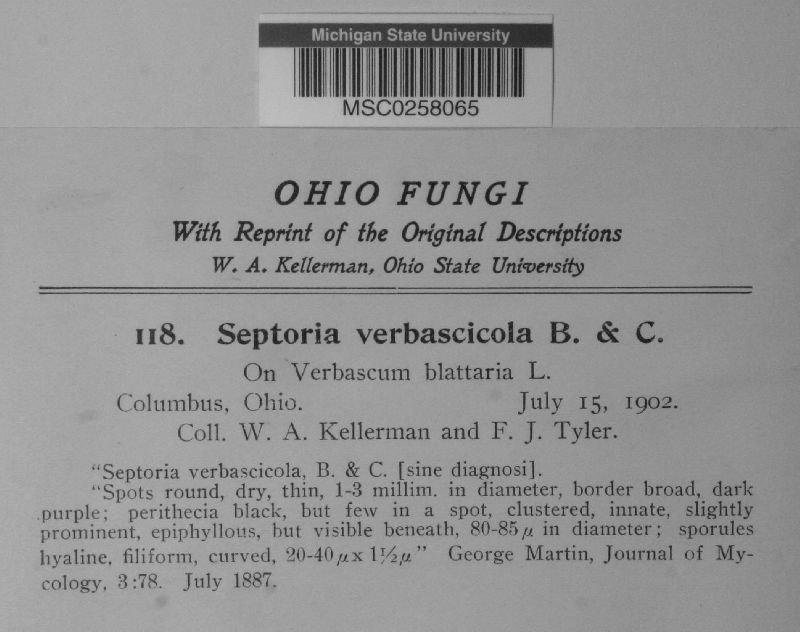 Michigan State University
MSC0258065
OHIO FUNGI
With Reprint of the Original Descriptions
W. A. Kellerman, Ohio State University
118. Septoria verbascicola B. & C.
On Verbascum blattaria L.
Columbus, Ohio. July 15, 1902.
Coll. W. A. Kellerman and F. J. Tyler.
"Septoria verbascicola, B. & C. [sine diagnosi].
"Spots round, dry, thin, 1-3 millim. in diameter, border broad, dark
purple; perithecia black, but few in a spot, clustered, innate, slightly
prominent, epiphyllous, but visible beneath, 80-85μ in diameter; sporules
hyaline, filiform, curved, 20-40μ x 1½μ" George Martin, Journal of My-
cology, 3:78. July 1887.